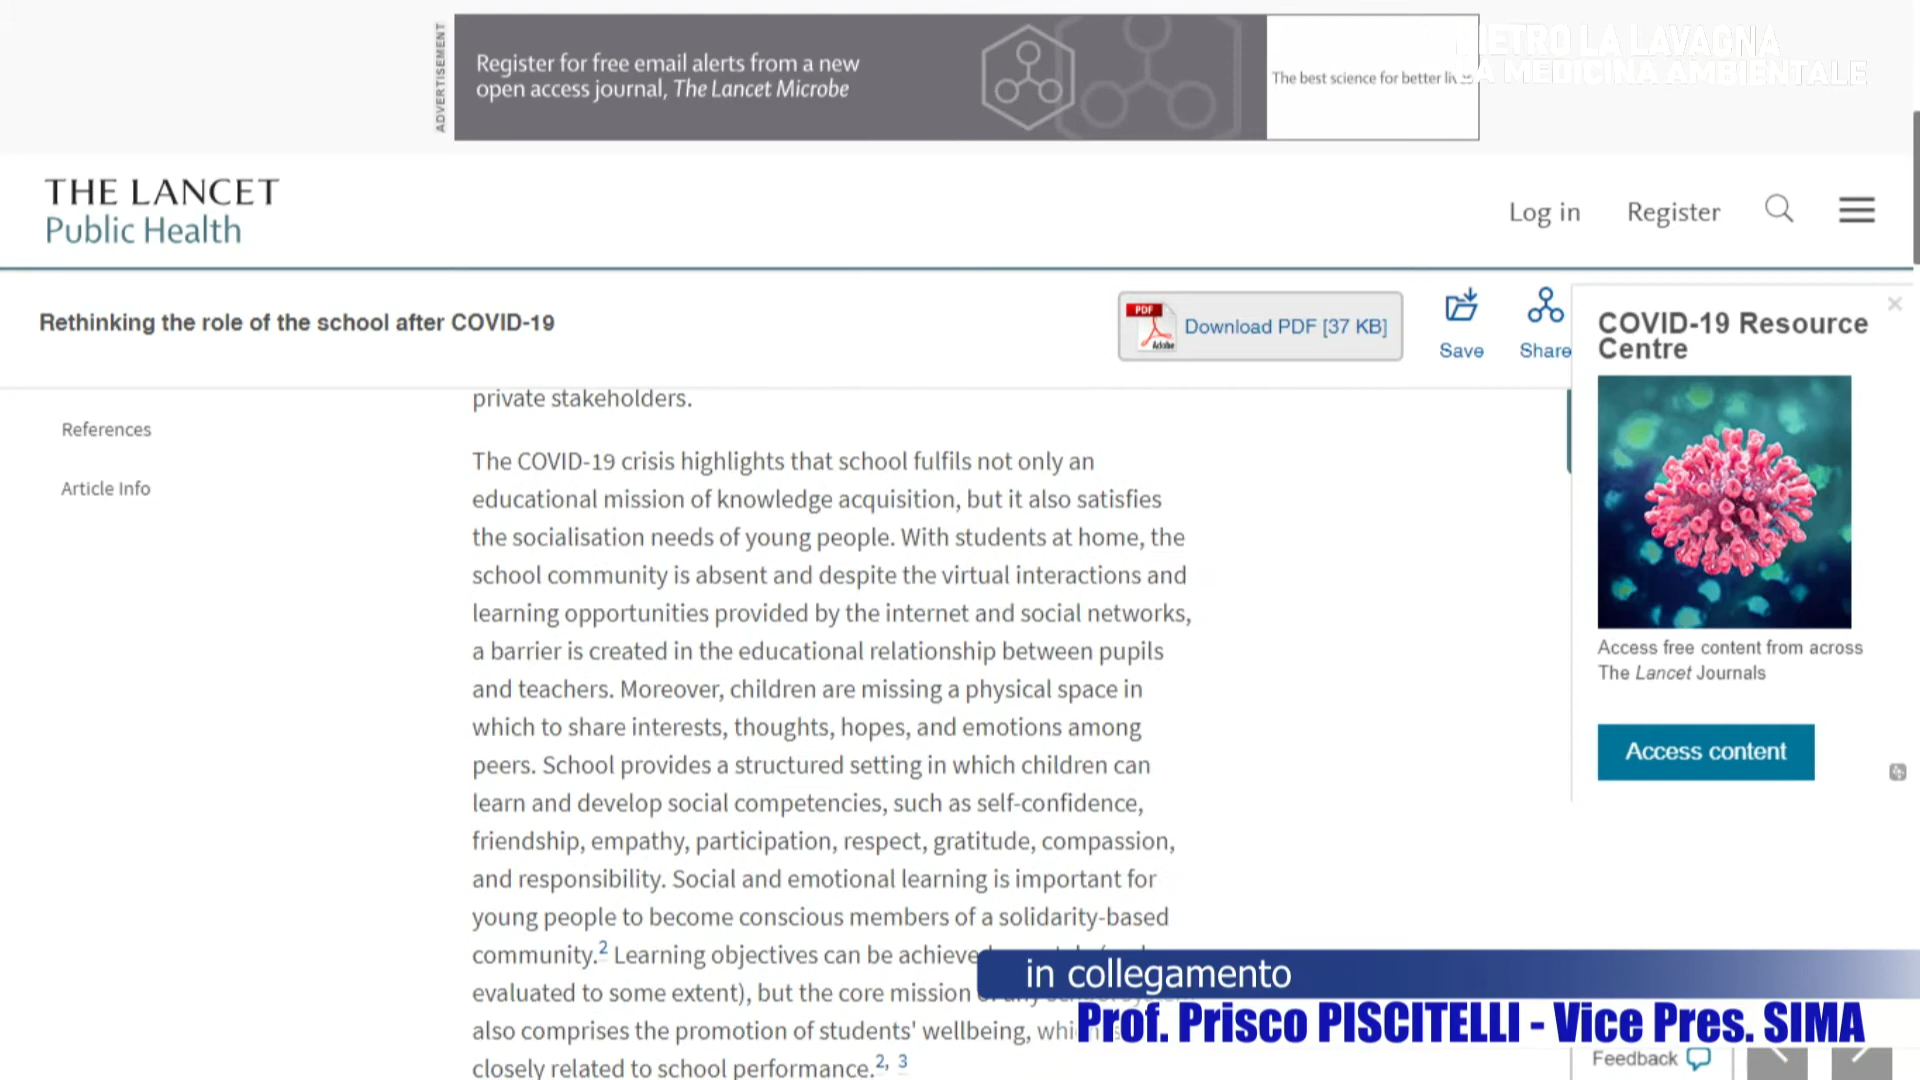 ADVERTISEMENT
Register for free email alerts from a new
open access journal, The Lancet Microbe
The best science for better
LA LAVAGNA
MEDICINA AMBIENTALE
THE LANCET
Public Health
Log in
Register
Rethinking the role of the school after COVID-19
PDF
Adobe
Download PDF [37 KB]
Save
Share
COVID-19 Resource
Centre
Access free content from across
The Lancet Journals
Access content
References
Article Info
private stakeholders.
The COVID-19 crisis highlights that school fulfils not only an
educational mission of knowledge acquisition, but it also satisfies
the socialisation needs of young people. With students at home, the
school community is absent and despite the virtual interactions and
learning opportunities provided by the internet and social networks,
a barrier is created in the educational relationship between pupils
and teachers. Moreover, children are missing a physical space in
which to share interests, thoughts, hopes, and emotions among
peers. School provides a structured setting in which children can
learn and develop social competencies, such as self-confidence,
friendship, empathy, participation, respect, gratitude, compassion,
and responsibility. Social and emotional learning is important for
young people to become conscious members of a solidarity-based
community.2 Learning objectives can be
evaluated to some extent), but the core mission
also comprises the promotion of students' wellbeing,
closely related to school performance.2, 3
in collegamento
Prof. Prisco PISCITELLI - Vice Pres. SIMA
Feedback